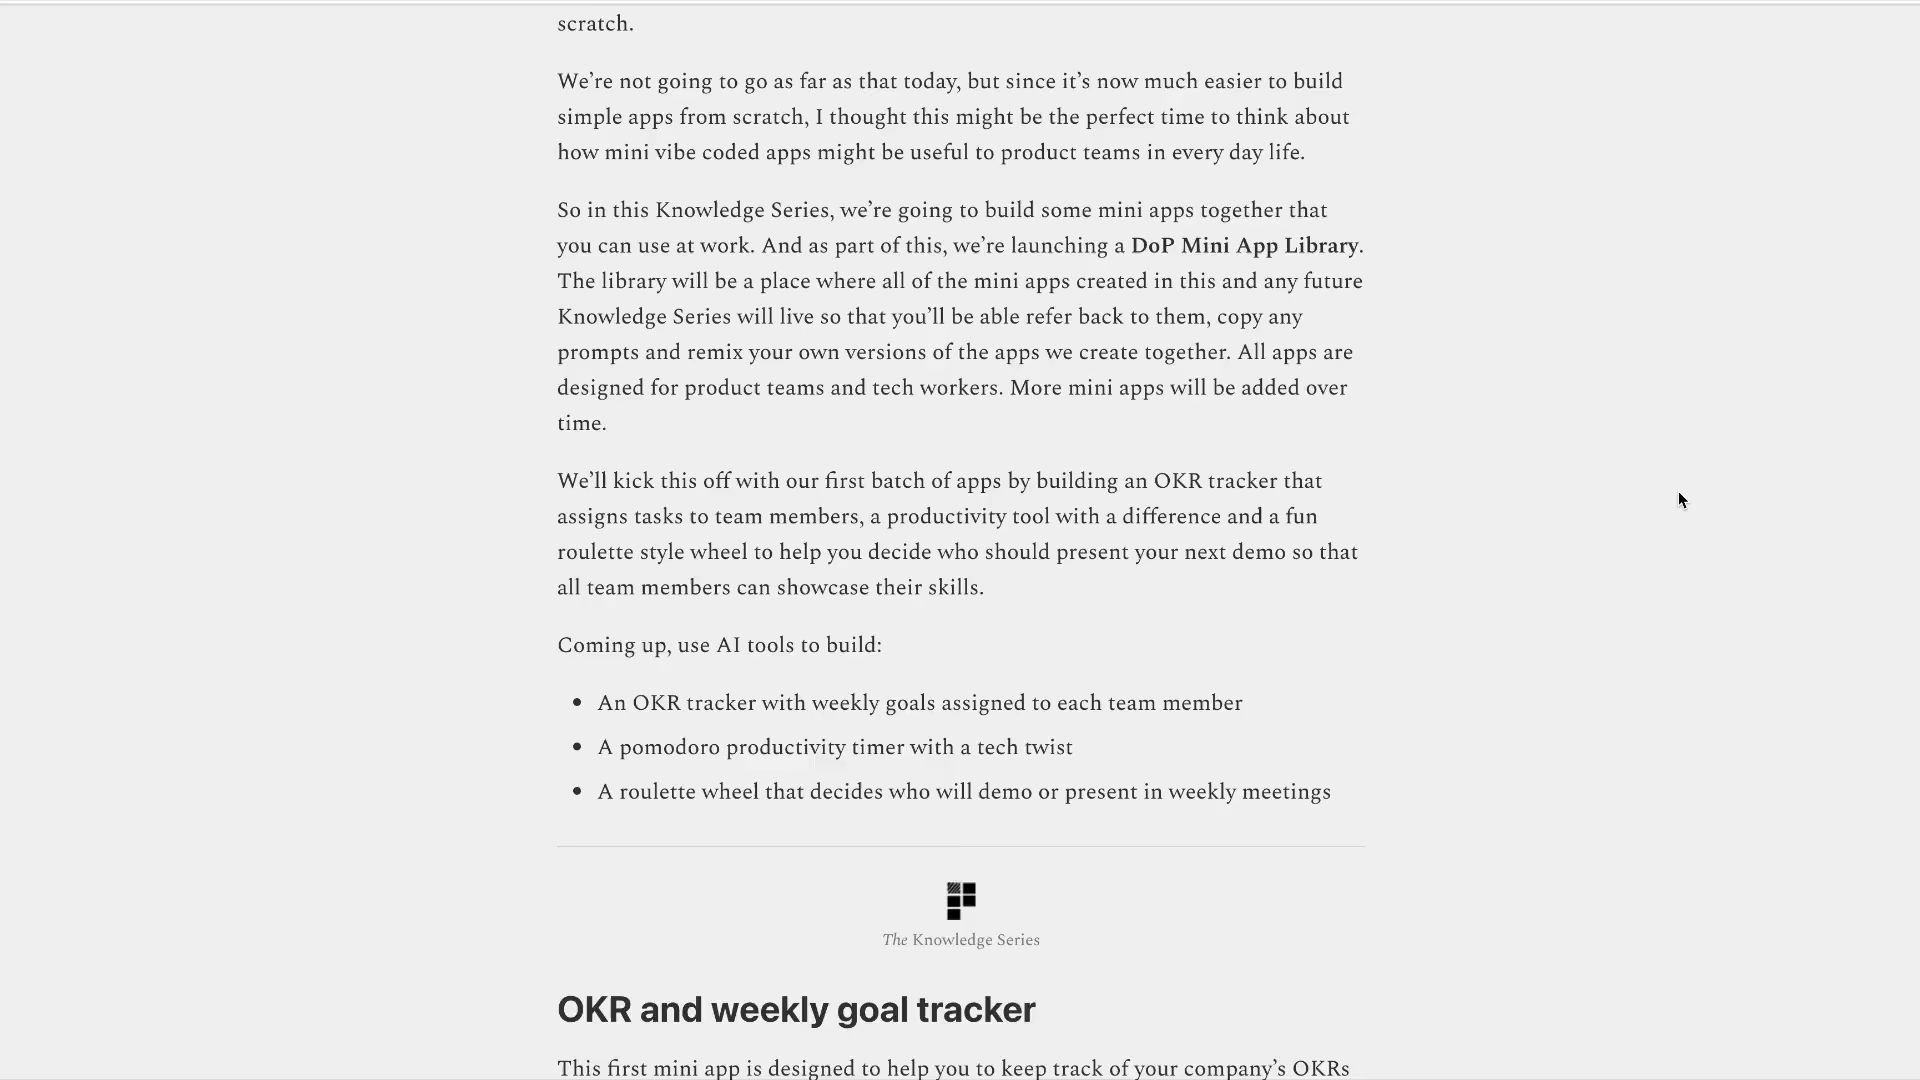 scratch.
We’re not going to go as far as that today, but since it’s now much easier to build
simple apps from scratch, I thought this might be the perfect time to think about
how mini vibe coded apps might be useful to product teams in every day life.
So in this Knowledge Series, we’re going to build some mini apps together that
you can use at work. And as part of this, we’re launching a DoP Mini App Library.
The library will be a place where all of the mini apps created in this and any future
Knowledge Series will live so that you’ll be able refer back to them, copy any
prompts and remix your own versions of the apps we create together. All apps are
designed for product teams and tech workers. More mini apps will be added over
time.
We’ll kick this off with our first batch of apps by building an OKR tracker that
assigns tasks to team members, a productivity tool with a difference and a fun
roulette style wheel to help you decide who should present your next demo so that
all team members can showcase their skills.
Coming up, use AI tools to build:
• An OKR tracker with weekly goals assigned to each team member
• A pomodoro productivity timer with a tech twist
• A roulette wheel that decides who will demo or present in weekly meetings
The Knowledge Series
OKR and weekly goal tracker
This first mini app is designed to help you to keep track of your company’s OKRs